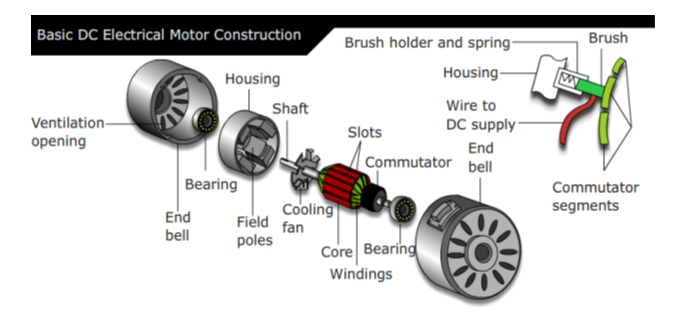 Basic DC Electrical Motor Construction
Brush holder and spring
Brush
Housing
Wire to
DC supply
Commutator
segments
Housing
Shaft
Slots
Commutator
End
bell
Ventilation
opening
Bearing
End
bell
Field
poles
Cooling
fan
Core
Bearing
Windings